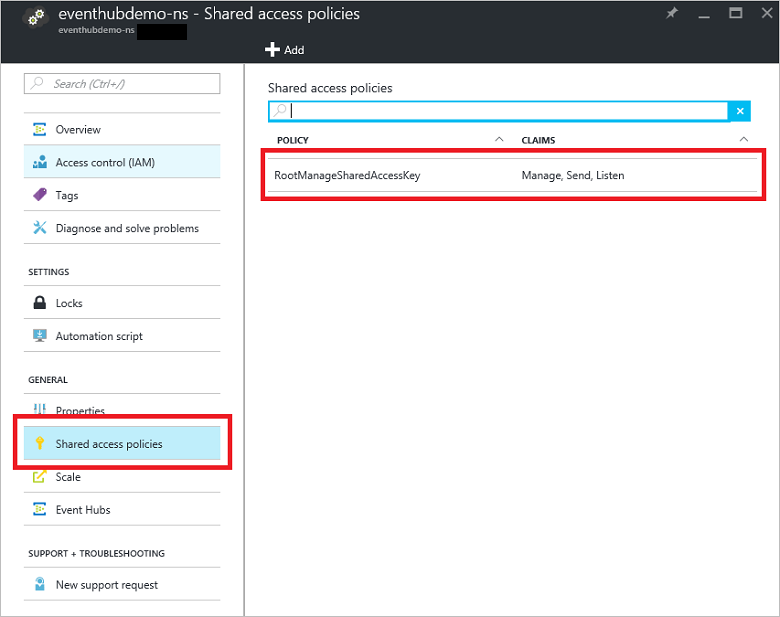 eventhubdemo-ns - Shared access policies
eventhubdemo-ns
Add
Search (Ctrl+/)
Overview
Access control (IAM)
Tags
Diagnose and solve problems
SETTINGS
Locks
Automation script
GENERAL
Properties
Shared access policies
Scale
Event Hubs
SUPPORT + TROUBLESHOOTING
New support request
Shared access policies
POLICY CLAIMS
RootManageSharedAccessKey Manage, Send, Listen